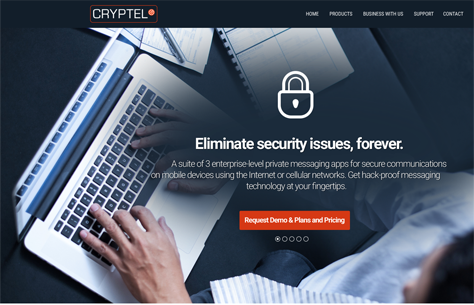 CRYPTEL
HOME PRODUCTS BUSINESS WITH US SUPPORT CONTACT
Eliminate security issues, forever.
A suite of 3 enterprise-level private messaging apps for secure communications
on mobile devices using the Internet or cellular networks. Get hack-proof messaging
technology at your fingertips.
Request Demo & Plans and Pricing